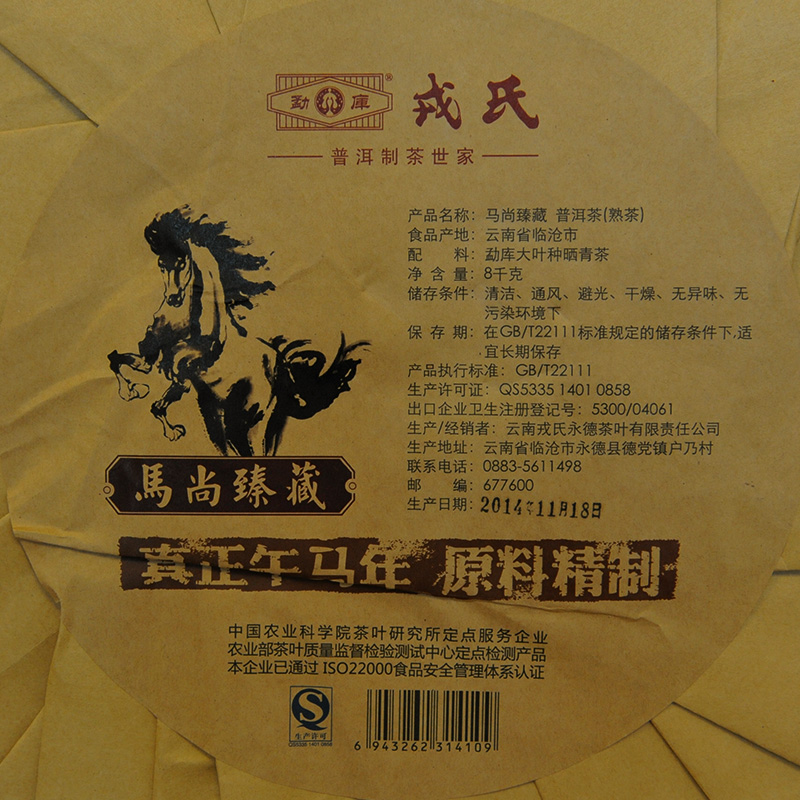 勐庫®
戎氏
普洱制茶世家
产品名称：马尚臻藏 普洱茶(熟茶)
食品产地：云南省临沧市
配 料：勐库大叶种晒青茶
净 含 量：8千克
储存条件：清洁、通风、避光、干燥、无异味、无
污染环境下
保 存 期：在GB/T22111标准规定的储存条件下,适
宜长期保存
产品执行标准：GB/T22111
生产许可证：QS5335 1401 0858
出口企业卫生注册登记号：5300/04061
生产/经销者：云南戎氏永德茶叶有限责任公司
生产地址：云南省临沧市永德县德党镇户乃村
联系电话：0883-5611498
邮 编：677600
生产日期：2014年11月18日
馬尚臻藏
真正午马年 原料精制
中国农业科学院茶叶研究所定点服务企业
农业部茶叶质量监督检验测试中心定点检测产品
本企业已通过 ISO22000食品安全管理体系认证
QS
生产许可
QS5335 1401 0858
6 943262 314109